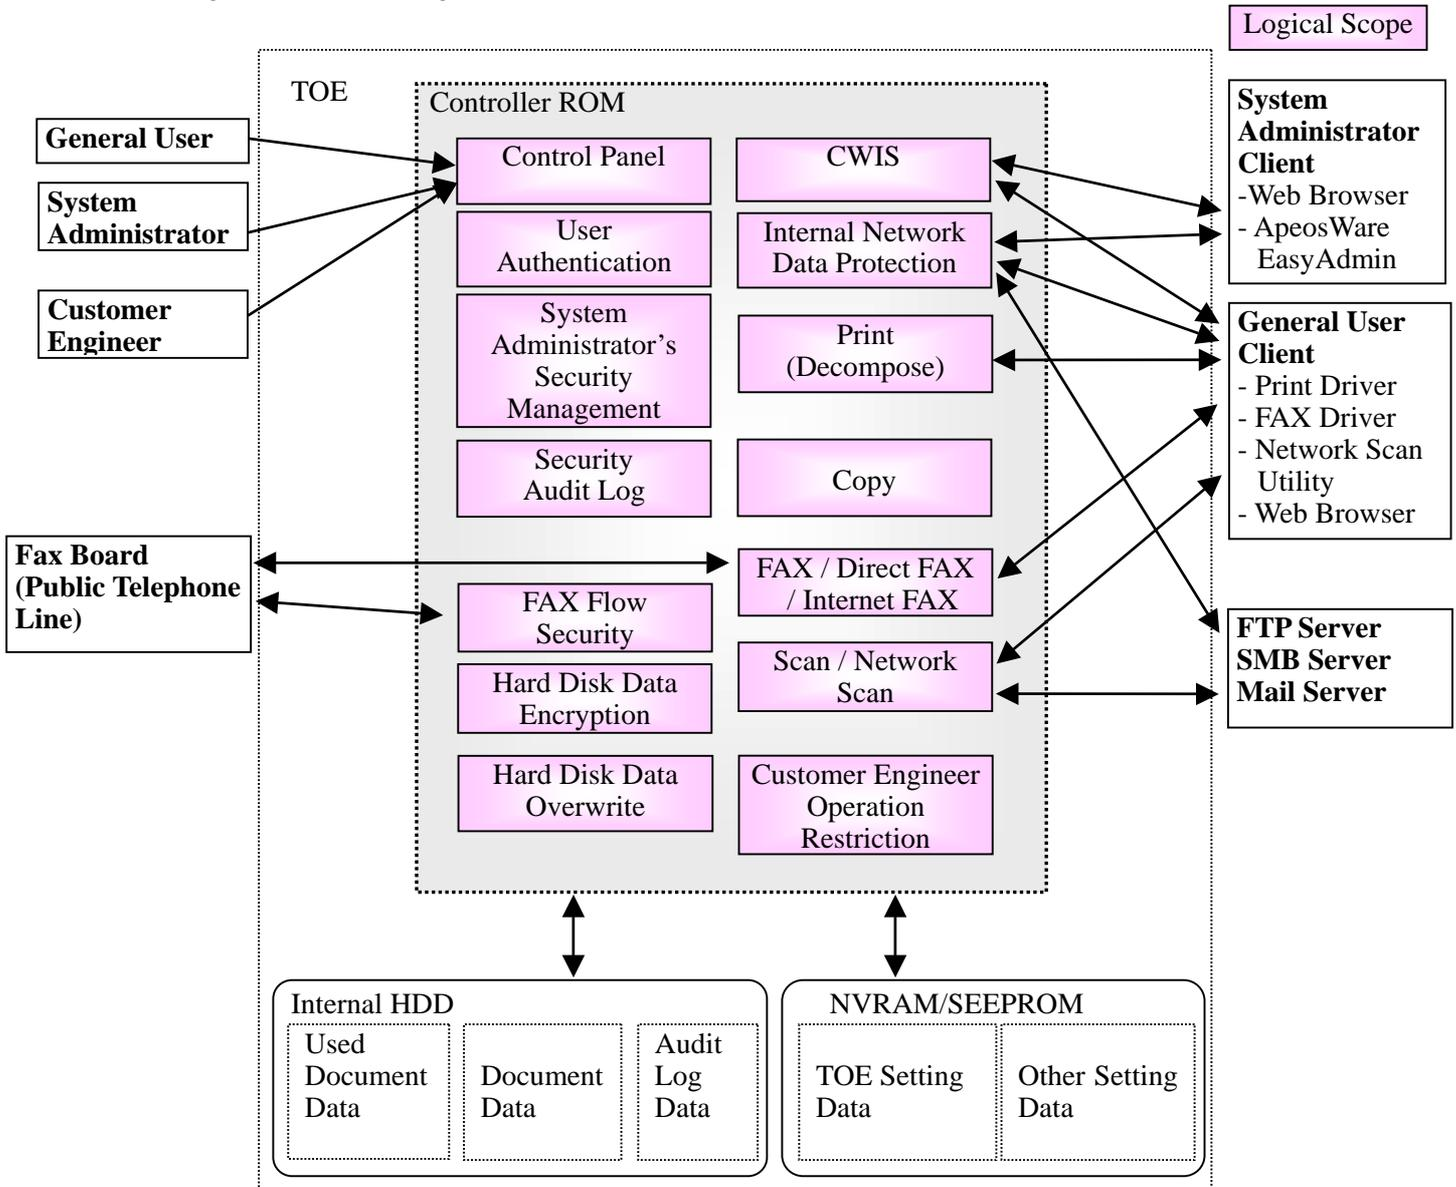 Logical Scope
TOE
Controller ROM
General User
System
Administrator
Customer
Engineer
Fax Board
(Public Telephone
Line)
Control Panel
User
Authentication
System
Administrator’s
Security
Management
Security
Audit Log
FAX Flow
Security
Hard Disk Data
Encryption
Hard Disk Data
Overwrite
CWIS
Internal Network
Data Protection
Print
(Decompose)
Copy
FAX / Direct FAX
/ Internet FAX
Scan / Network
Scan
Customer Engineer
Operation
Restriction
System
Administrator
Client
-Web Browser
- ApeosWare
EasyAdmin
General User
Client
- Print Driver
- FAX Driver
- Network Scan
Utility
- Web Browser
FTP Server
SMB Server
Mail Server
Internal HDD
Used
Document
Data
Document
Data
Audit
Log
Data
NVRAM/SEEPROM
TOE Setting
Data
Other Setting
Data